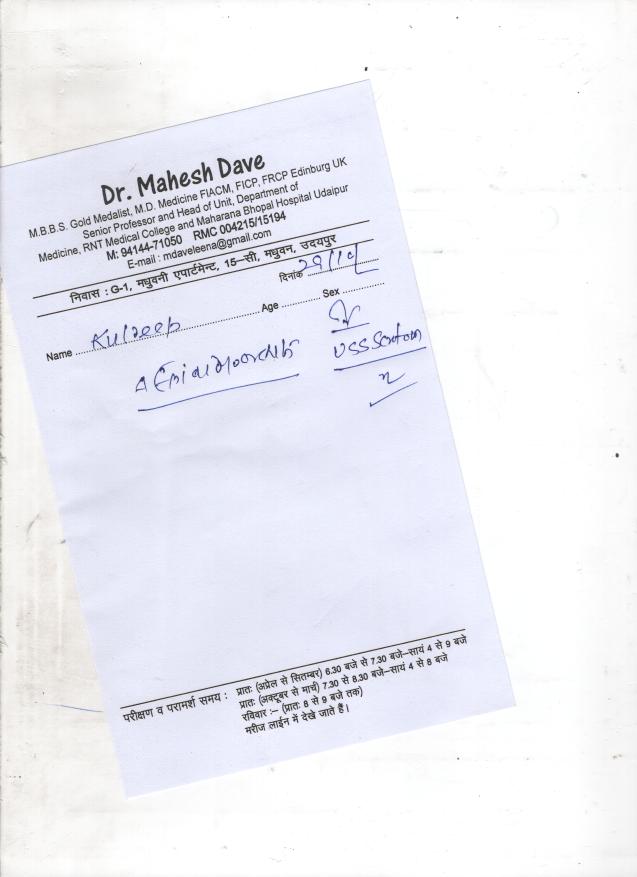 Dr. Mahesh Dave
M.B.B.S. Gold Medalist, M.D. Medicine FIACM, FICP, FRCP Edinburg UK
Senior Professor and Head of Unit, Department of
Medicine, RNT Medical College and Maharana Bhopal Hospital Udaipur
M: 94144-71050 RMC 004215/15194
E-mail : mdaveleena@gmail.com
निवास : G-1, मधुवनी एपार्टमेन्ट, 15-सी, मधुवन, उदयपुर
दिनांक
Name Kuldeep Age Sex
USS Scrotum
परीक्षण व परामर्श समय : प्रातः (अप्रेल से सितम्बर) 6.30 बजे से 7.30 बजे-सायं 4 से 9 बजे
प्रातः (अक्टूबर से मार्च) 7.30 से 8.30 बजे-सायं 4 से 8 बजे
रविवार :- (प्रातः 8 से 9 बजे तक)
मरीज लाईन में देखे जाते हैं।